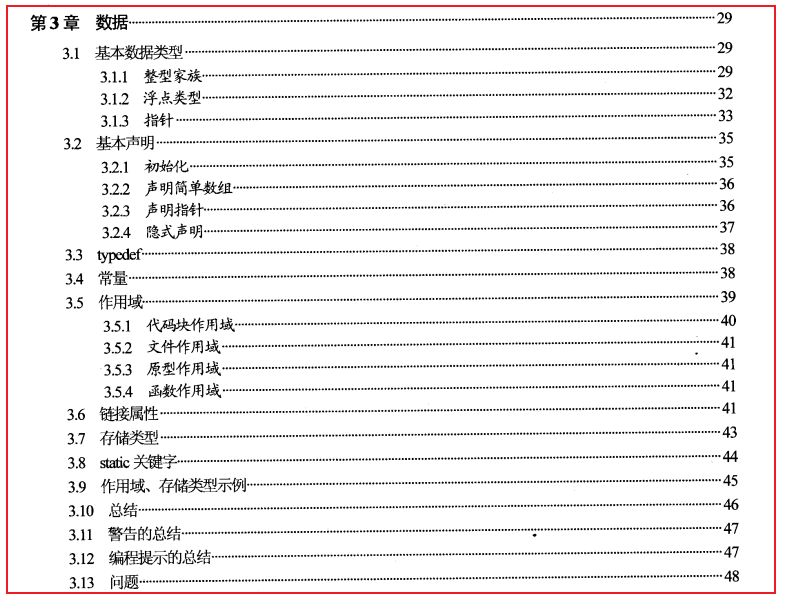 第3章 数据 29
3.1 基本数据类型 29
3.1.1 整型家族 29
3.1.2 浮点类型 32
3.1.3 指针 33
3.2 基本声明 35
3.2.1 初始化 35
3.2.2 声明简单数组 36
3.2.3 声明指针 36
3.2.4 隐式声明 37
3.3 typedef 38
3.4 常量 38
3.5 作用域 39
3.5.1 代码块作用域 40
3.5.2 文件作用域 41
3.5.3 原型作用域 41
3.5.4 函数作用域 41
3.6 链接属性 41
3.7 存储类型 43
3.8 static 关键字 44
3.9 作用域、存储类型示例 45
3.10 总结 46
3.11 警告的总结 47
3.12 编程提示的总结 47
3.13 问题 48